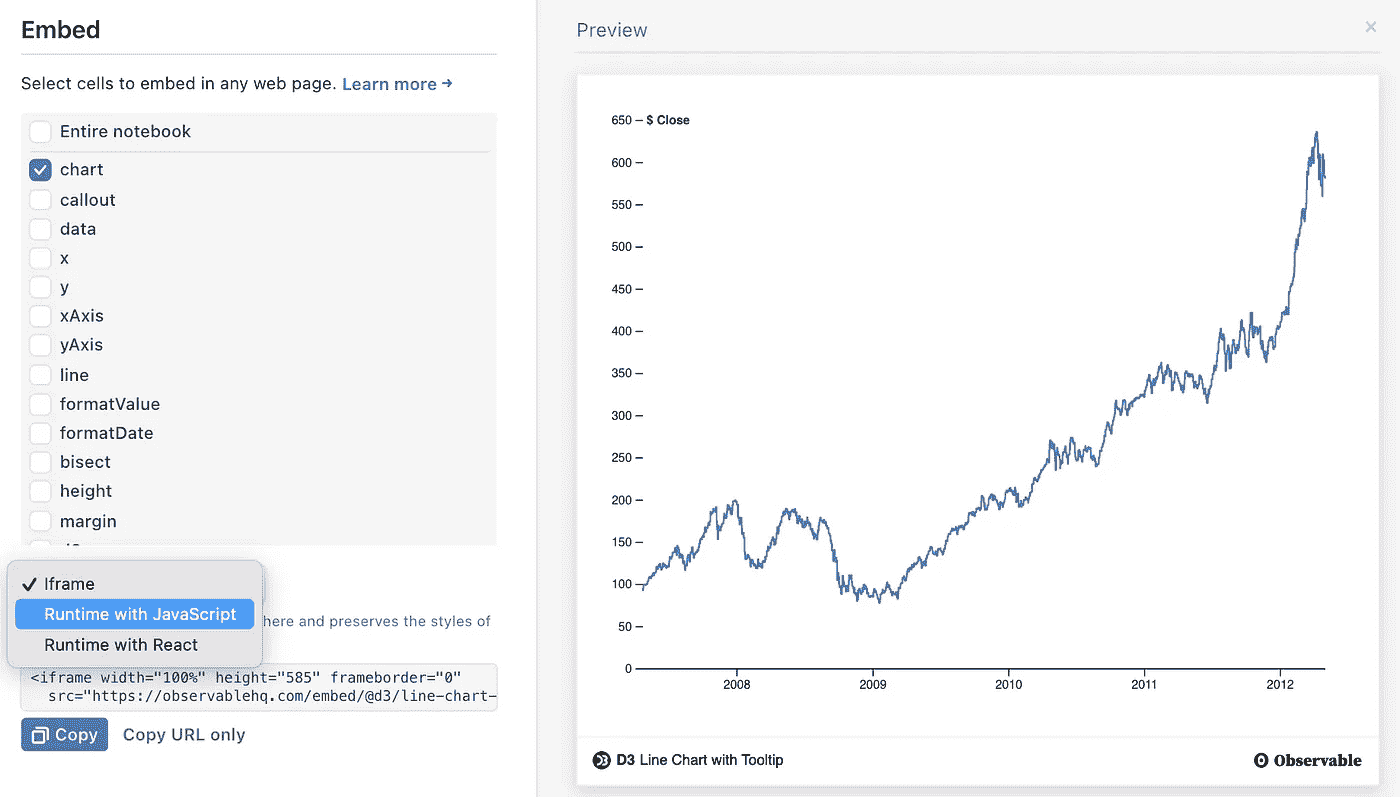 Embed
Select cells to embed in any web page. Learn more →
Entire notebook
chart
callout
data
x
y
xAxis
yAxis
line
formatValue
formatDate
bisect
height
margin
✓ Iframe
Runtime with JavaScript
Runtime with React
here and preserves the styles of
<iframe width="100%" height="585" frameborder="0"
src="https://observablehq.com/embed/@d3/line-chart-
Copy
Copy URL only
Preview
×
650 $ Close
600
550
500
450
400
350
300
250
200
150
100
50
0
2008 2009 2010 2011 2012
D3 Line Chart with Tooltip
Observable